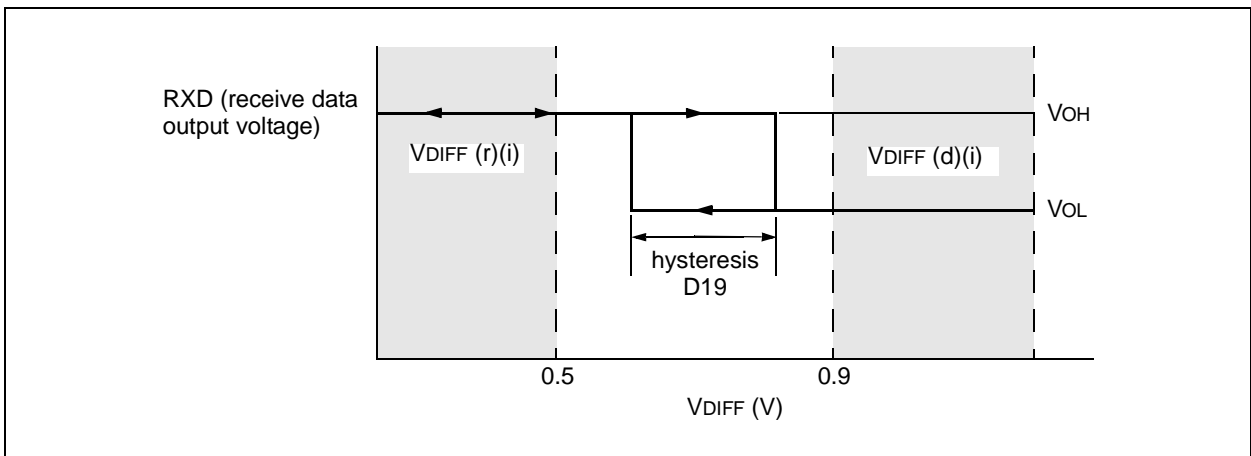 RXD (receive data
output voltage)
VDIFF (r)(i)
VDIFF (d)(i)
VOH
VOL
hysteresis
D19
0.5
0.9
VDIFF (V)